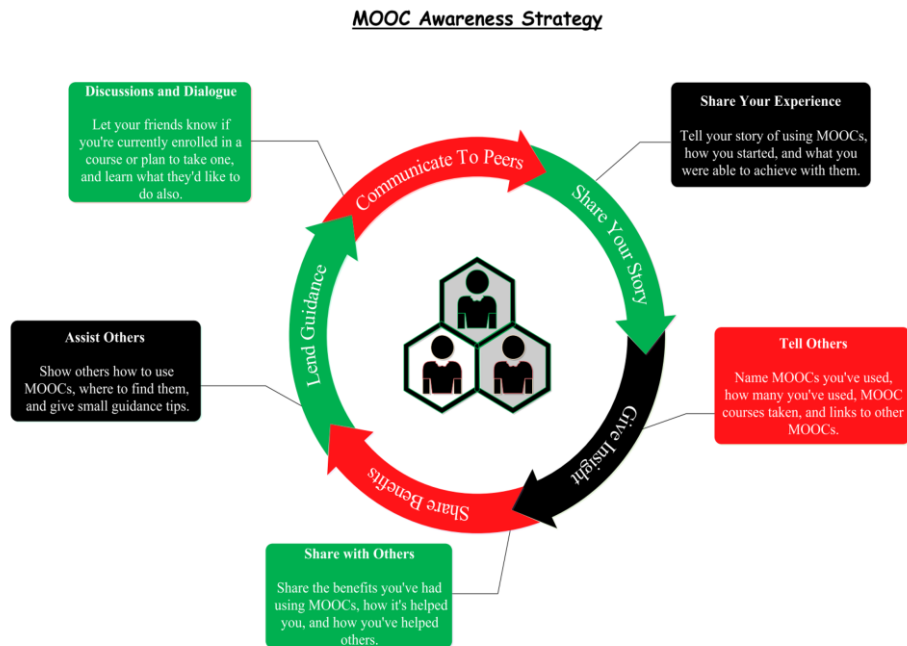 MOOC Awareness Strategy
Discussions and Dialogue
Let your friends know if
you're currently enrolled in a
course or plan to take one,
and learn what they'd like to
do also.
Share Your Experience
Tell your story of using MOOCs,
how you started, and what you
were able to achieve with them.
Communicate To Peers
Share Your Story
Lend Guidance
Assist Others
Show others how to use
MOOCs, where to find them,
and give small guidance tips.
Tell Others
Name MOOCs you've used,
how many you've used, MOOC
courses taken, and links to other
MOOCs.
Give Insight
Share Benefits
Share with Others
Share the benefits you've had
using MOOCs, how it's helped
you, and how you've helped
others.